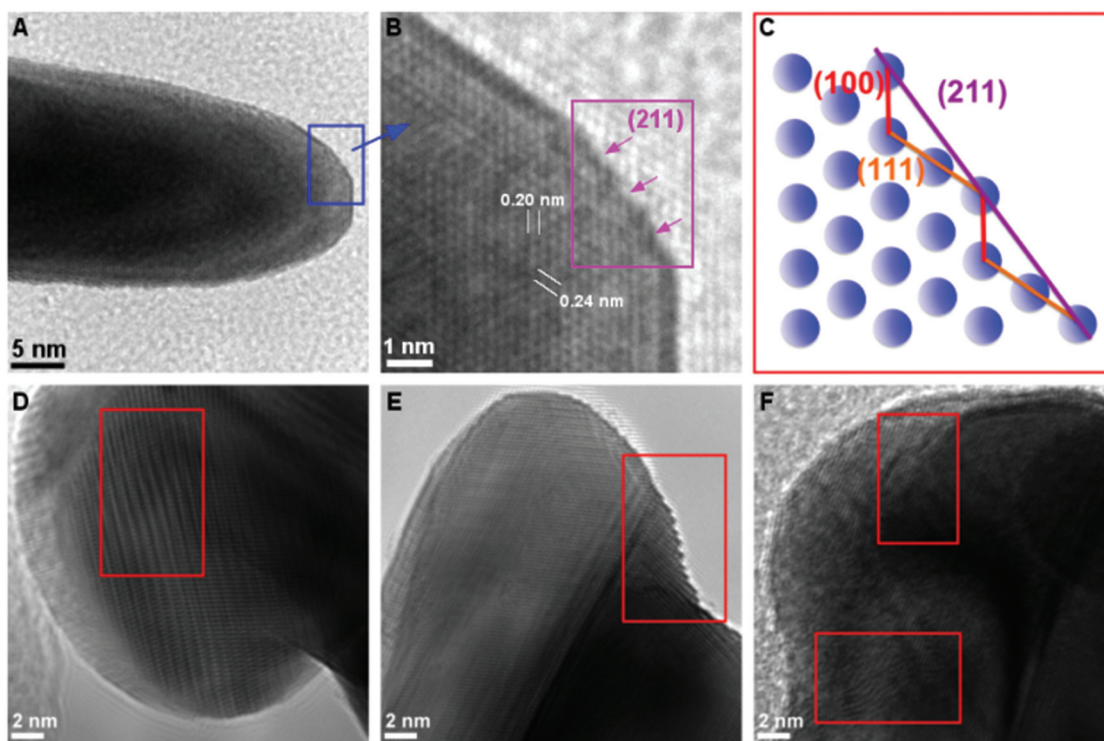 A
5 nm
B
(211)
0.20 nm
0.24 nm
1 nm
C
(100)
(211)
(111)
D
2 nm
E
2 nm
F
2 nm